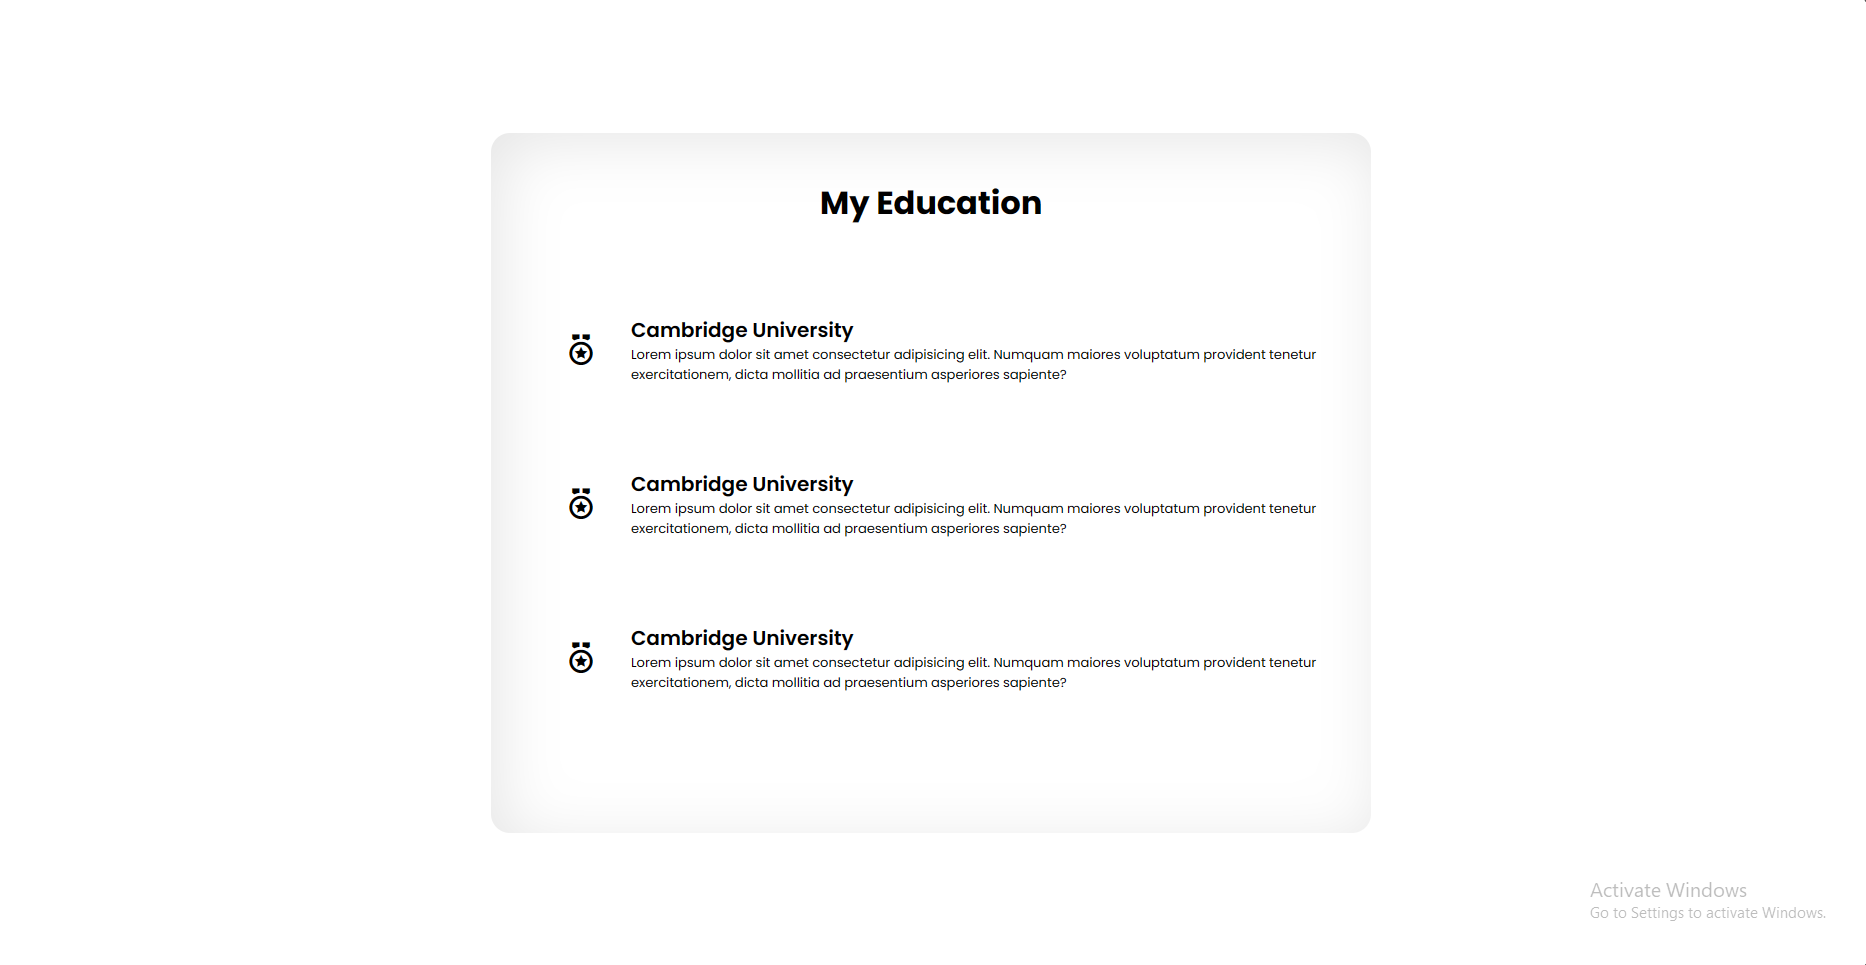 My Education
Cambridge University
Lorem ipsum dolor sit amet consectetur adipisicing elit. Numquam maiores voluptatum provident tenetur
exercitationem, dicta mollitia ad praesentium asperiores sapiente?
Cambridge University
Lorem ipsum dolor sit amet consectetur adipisicing elit. Numquam maiores voluptatum provident tenetur
exercitationem, dicta mollitia ad praesentium asperiores sapiente?
Cambridge University
Lorem ipsum dolor sit amet consectetur adipisicing elit. Numquam maiores voluptatum provident tenetur
exercitationem, dicta mollitia ad praesentium asperiores sapiente?
Activate Windows
Go to Settings to activate Windows.